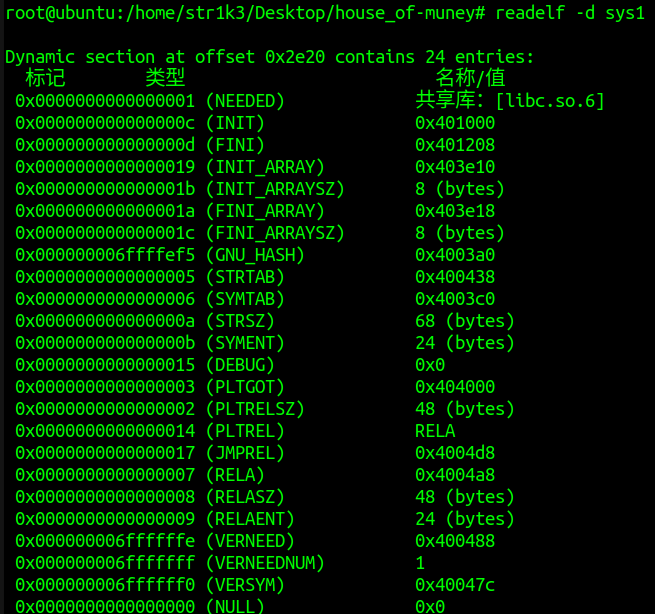 root@ubuntu:/home/str1k3/Desktop/house_of-muney# readelf -d sys1
Dynamic section at offset 0x2e20 contains 24 entries:
标记 类型 名称/值
0x0000000000000001 (NEEDED) 共享库：[libc.so.6]
0x000000000000000c (INIT) 0x401000
0x000000000000000d (FINI) 0x401208
0x0000000000000019 (INIT_ARRAY) 0x403e10
0x000000000000001b (INIT_ARRAYSZ) 8 (bytes)
0x000000000000001a (FINI_ARRAY) 0x403e18
0x000000000000001c (FINI_ARRAYSZ) 8 (bytes)
0x000000006ffffef5 (GNU_HASH) 0x4003a0
0x0000000000000005 (STRTAB) 0x400438
0x0000000000000006 (SYMTAB) 0x4003c0
0x000000000000000a (STRSZ) 68 (bytes)
0x000000000000000b (SYMENT) 24 (bytes)
0x0000000000000015 (DEBUG) 0x0
0x0000000000000003 (PLTGOT) 0x404000
0x0000000000000002 (PLTRELSZ) 48 (bytes)
0x0000000000000014 (PLTREL) RELA
0x0000000000000017 (JMPREL) 0x4004d8
0x0000000000000007 (RELA) 0x4004a8
0x0000000000000008 (RELASZ) 48 (bytes)
0x0000000000000009 (RELAENT) 24 (bytes)
0x000000006ffffffe (VERNEED) 0x400488
0x000000006fffffff (VERNEEDNUM) 1
0x000000006ffffff0 (VERSYM) 0x40047c
0x0000000000000000 (NULL) 0x0